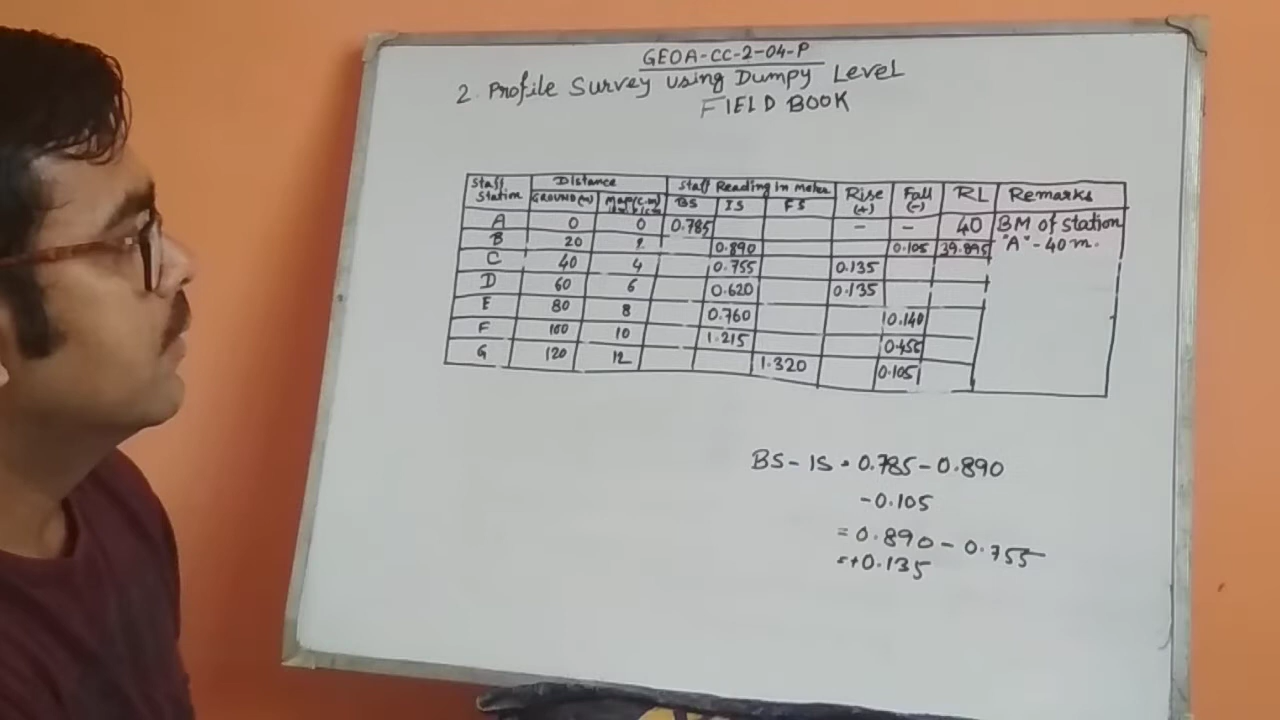 GEOA-CC-2-04-P
2. Profile Survey using Dumpy Level
FIELD BOOK
Staff Station Distance Staff Reading In Meter Rise (+) Fall (-) RL Remarks
GROUND(m) Map(c.m) BS IS FS
A 0 0 0.785 - - 40 BM of Station
B 20 2 0.890 0.105 39.895 "A" - 40 m.
C 40 4 0.755 0.135
D 60 6 0.620 0.135
E 80 8 0.760 0.140
F 100 10 1.215 0.455
G 120 12 1.320 0.105
BS - IS = 0.785 - 0.890
-0.105
= 0.890 - 0.755
=+0.135